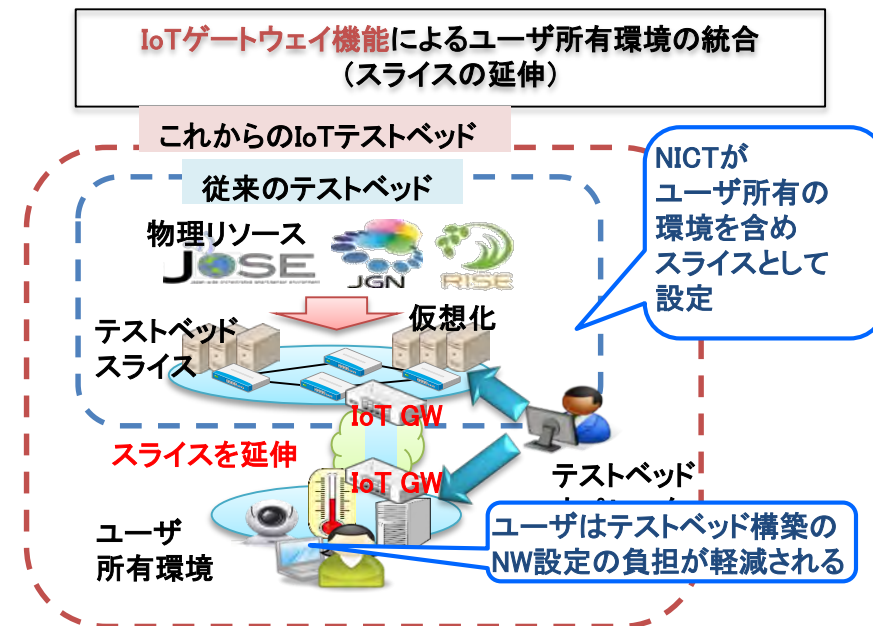 IoTゲートウェイ機能によるユーザ所有環境の統合
（スライスの延伸）
これからのIoTテストベッド
従来のテストベッド
NICTが
ユーザ所有の
環境を含め
スライスとして
設定
物理リソース
JOSE
JGN
RISE
仮想化
テストベッド
スライス
IoT GW
スライスを延伸
IoT GW
テストベッド
ユーザ
所有環境
ユーザはテストベッド構築の
NW設定の負担が軽減される